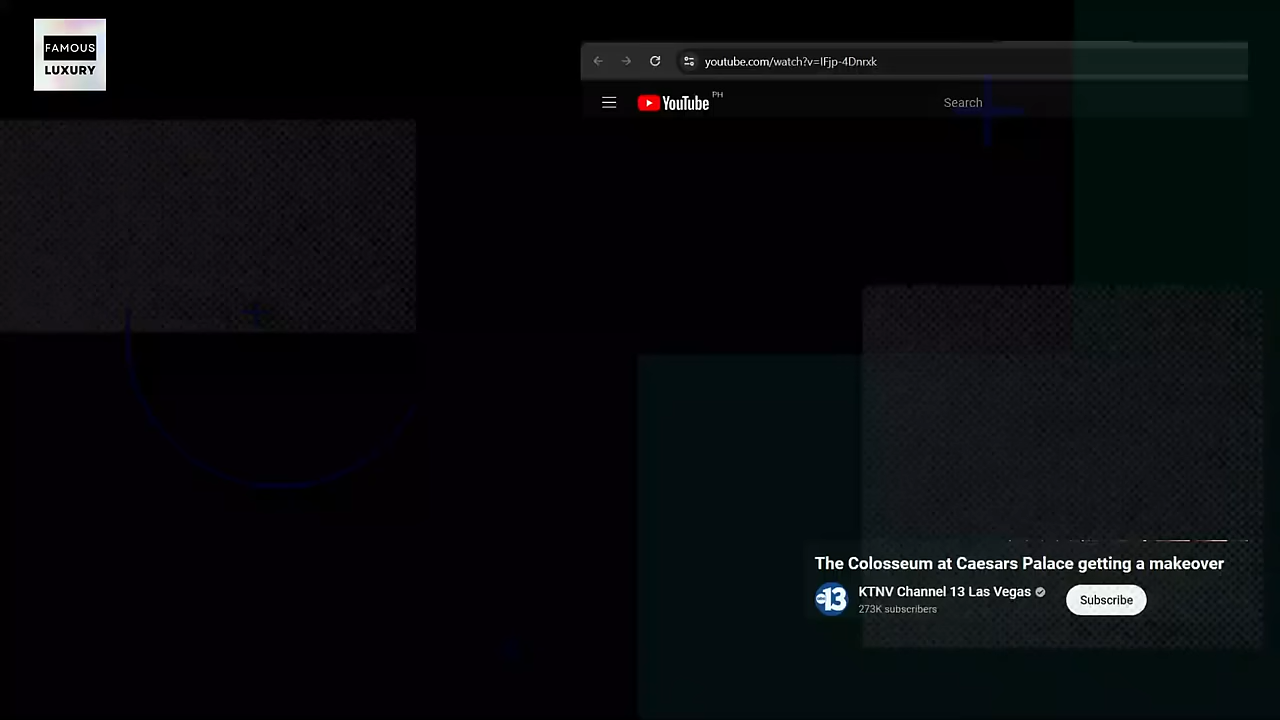 FAMOUS
LUXURY
youtube.com/watch?v=lFjp-4Dnrxk
YouTube PH
Search
The Colosseum at Caesars Palace getting a makeover
13
KTNV Channel 13 Las Vegas
273K subscribers
Subscribe